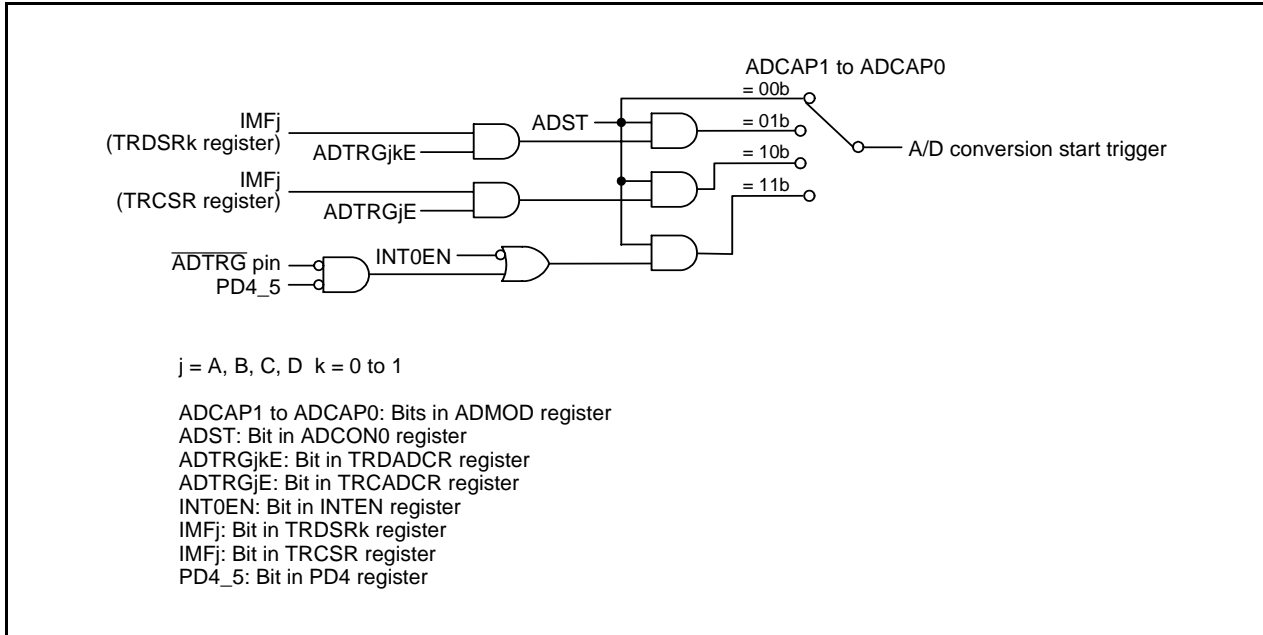 ADCAP1 to ADCAP0
= 00b
IMFj
(TRDSRk register)
ADTRGjkE
ADST
= 01b
A/D conversion start trigger
= 10b
IMFj
(TRCSR register)
ADTRGjE
= 11b
ADTRG pin
PD4_5
INT0EN
j = A, B, C, D k = 0 to 1
ADCAP1 to ADCAP0: Bits in ADMOD register
ADST: Bit in ADCON0 register
ADTRGjkE: Bit in TRDADCR register
ADTRGjE: Bit in TRCADCR register
INT0EN: Bit in INTEN register
IMFj: Bit in TRDSRk register
IMFj: Bit in TRCSR register
PD4_5: Bit in PD4 register